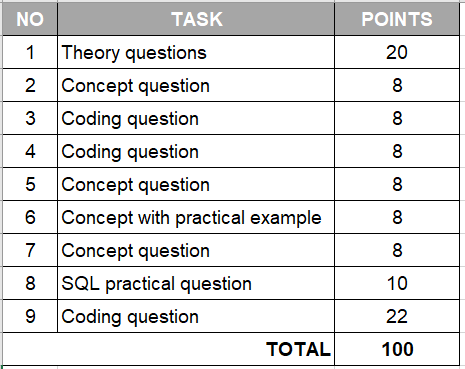 NO TASK POINTS
1 Theory questions 20
2 Concept question 8
3 Coding question 8
4 Coding question 8
5 Concept question 8
6 Concept with practical example 8
7 Concept question 8
8 SQL practical question 10
9 Coding question 22
TOTAL 100